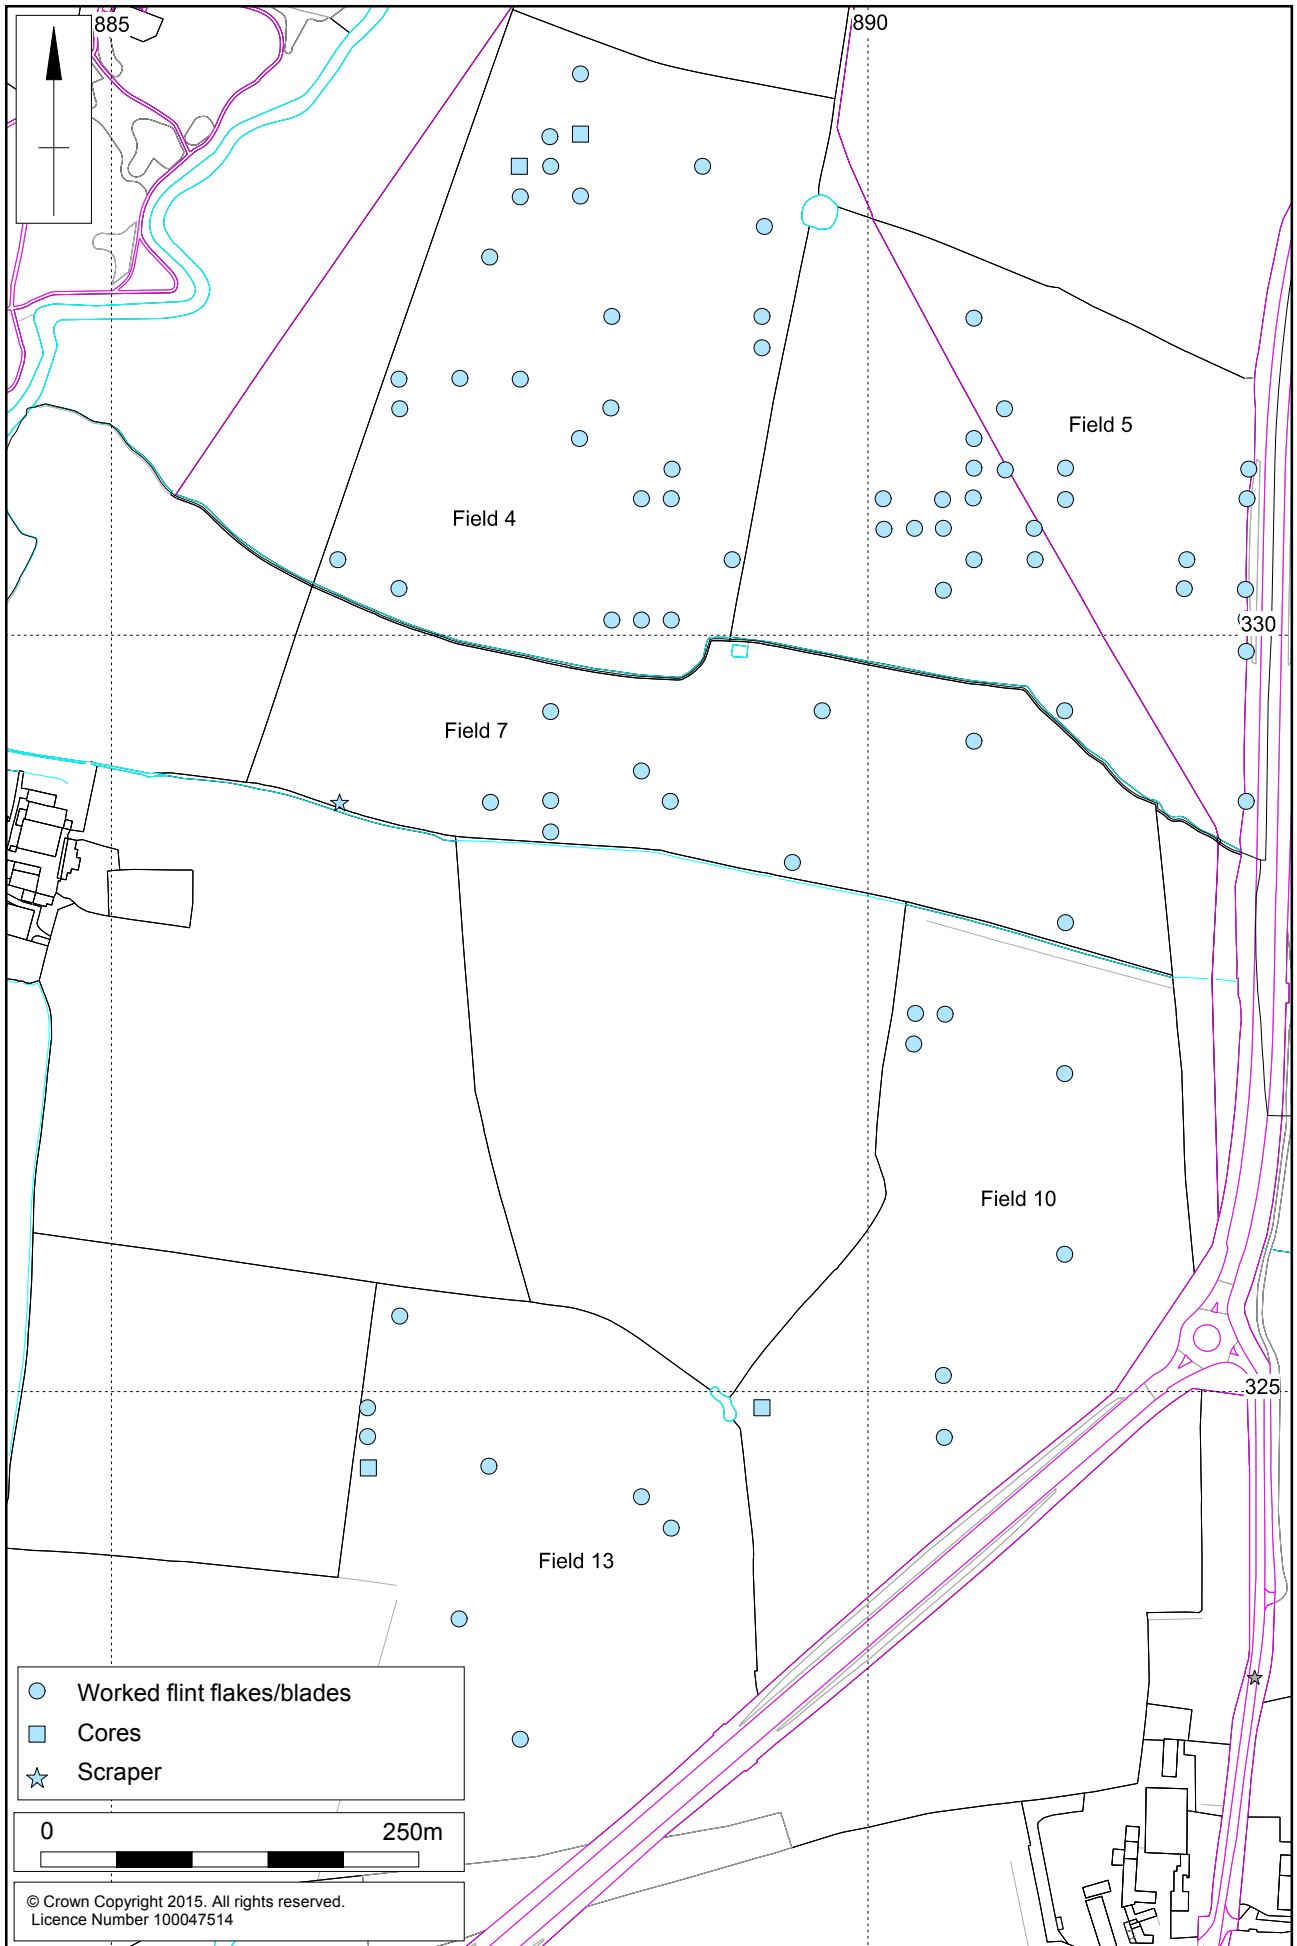 885
890
Field 5
Field 4
330
Field 7
Field 10
325
Field 13
Worked flint flakes/blades
Cores
Scraper
0 250m
© Crown Copyright 2015. All rights reserved.
Licence Number 100047514